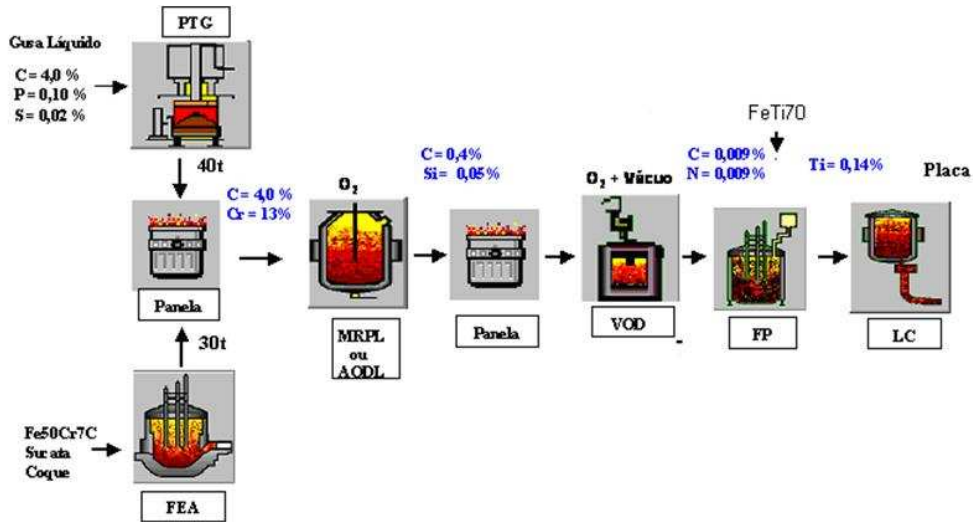 PTG
Gusa Líquido
C = 4,0 %
P = 0,10 %
S = 0,02 %
40t
C = 4,0 %
Cr = 13%
Panela
30t
Fe50Cr7C
Sucata
Coque
FEA
O2
MRPL
ou
AODL
C = 0,4%
Si = 0,05%
Panela
O2 + Vácuo
VOD
FeTi70
C = 0,009%
N = 0,009%
FP
Ti = 0,14%
Placa
LC